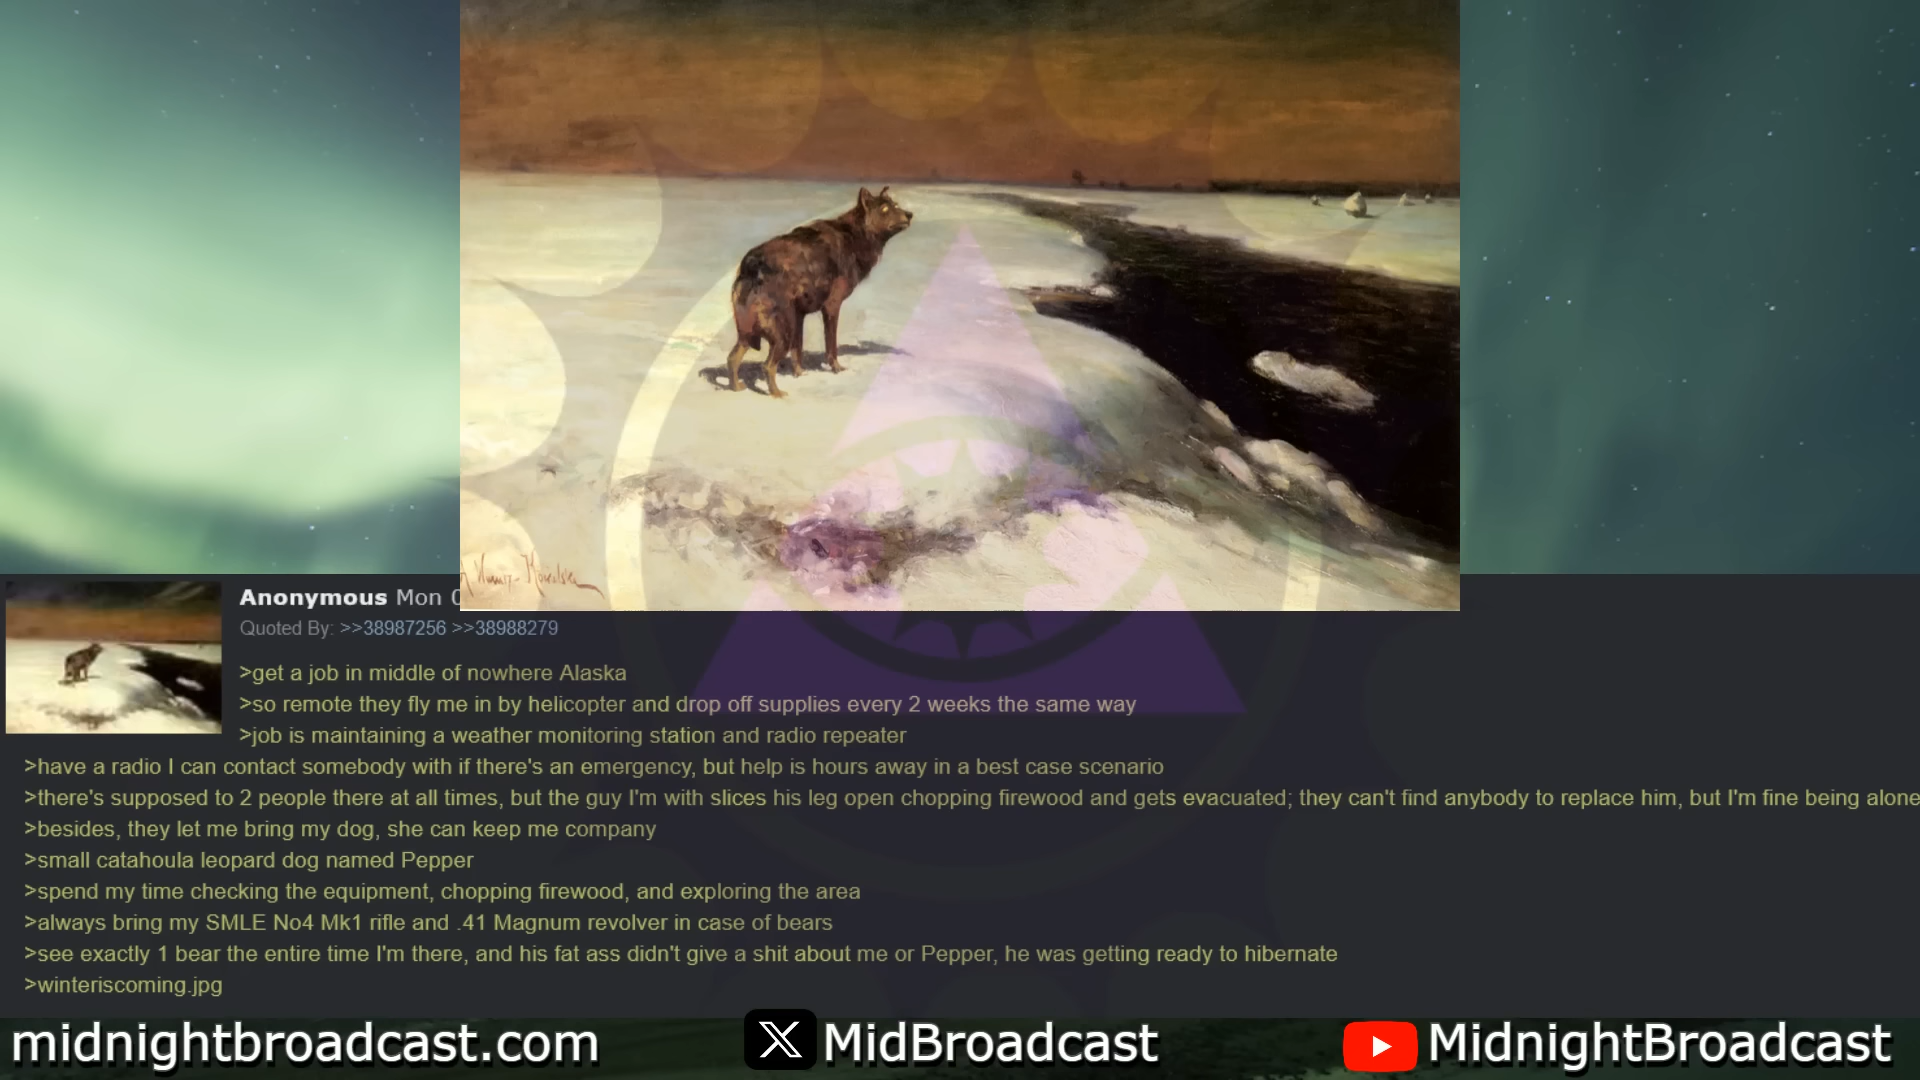 Anonymous Mon
Quoted By: >>38987256 >>38988279
>get a job in middle of nowhere Alaska
>so remote they fly me in by helicopter and drop off supplies every 2 weeks the same way
>job is maintaining a weather monitoring station and radio repeater
>have a radio I can contact somebody with if there's an emergency, but help is hours away in a best case scenario
>there's supposed to 2 people there at all times, but the guy I'm with slices his leg open chopping firewood and gets evacuated; they can't find anybody to replace him, but I'm fine being alone
>besides, they let me bring my dog, she can keep me company
>small catahoula leopard dog named Pepper
>spend my time checking the equipment, chopping firewood, and exploring the area
>always bring my SMLE No4 Mk1 rifle and .41 Magnum revolver in case of bears
>see exactly 1 bear the entire time I'm there, and his fat ass didn't give a shit about me or Pepper, he was getting ready to hibernate
>winteriscoming.jpg
midnightbroadcast.com MidBroadcast MidnightBroadcast